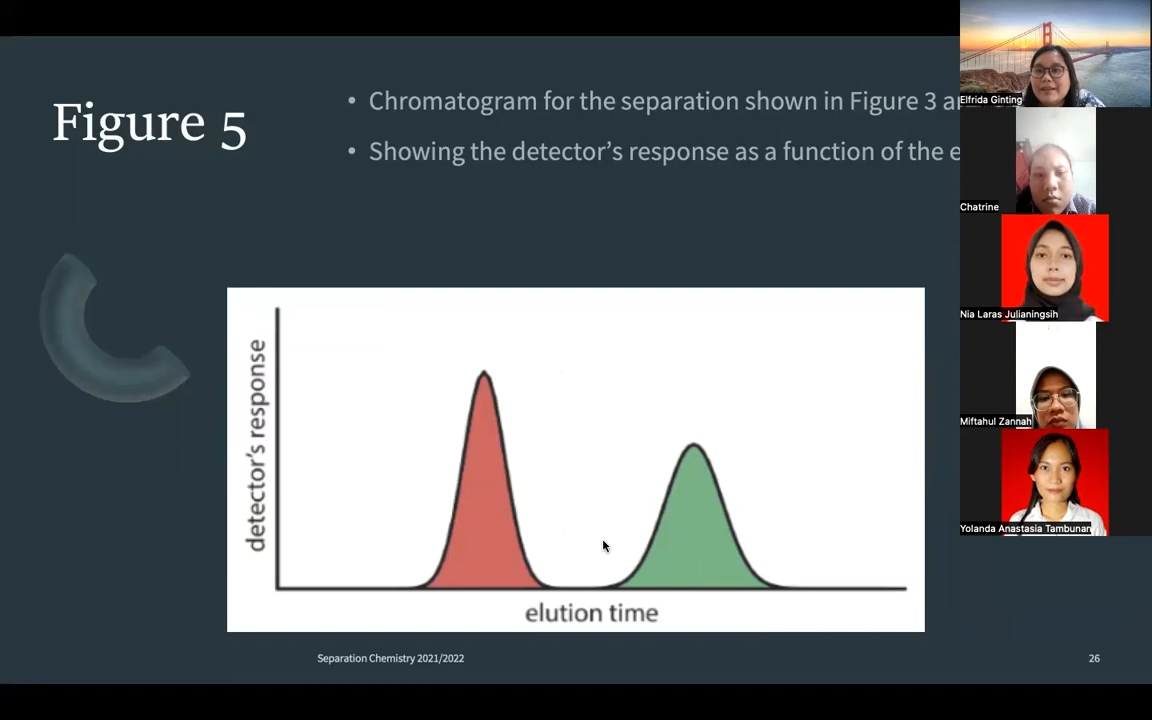 Figure 5
• Chromatogram for the separation shown in Figure 3
• Showing the detector's response as a function of the
detector's response
elution time
Separation Chemistry 2021/2022
26
Elfrida Ginting
Chatrine
Nia Laras Julianingsih
Miftahul Zannah
Yolanda Anastasia Tambunan